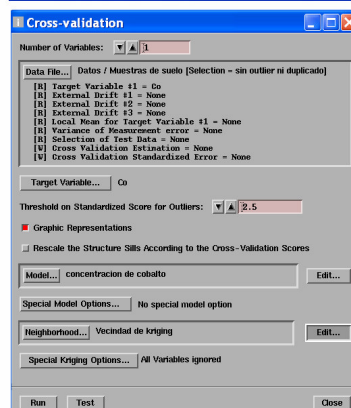 Cross-validation
Number of Variables: 1
Data File... Datos / Muestras de suelo [Selection - sin outlier ni duplicado]
[R] Target Variable #1 = Co
[R] External Drift #1 = None
[R] External Drift #2 = None
[R] External Drift #3 = None
[R] Local Mean for Target Variable #1 = None
[R] Variance of Measurement error = None
[R] Selection of Test Data = None
[W] Cross Validation Estination = None
[W] Cross Validation Standardized Error = None
Target Variable... Co
Threshold on Standardized Score for Outliers: 2.5
Graphic Representations
Rescale the Structure Sills According to the Cross-Validation Scores
Model... concentracion de cobalto Edit...
Special Model Options... No special model option
Neighborhood... Vecindad de kriging Edit...
Special Kriging Options... All Variables ignored
Run Test Close